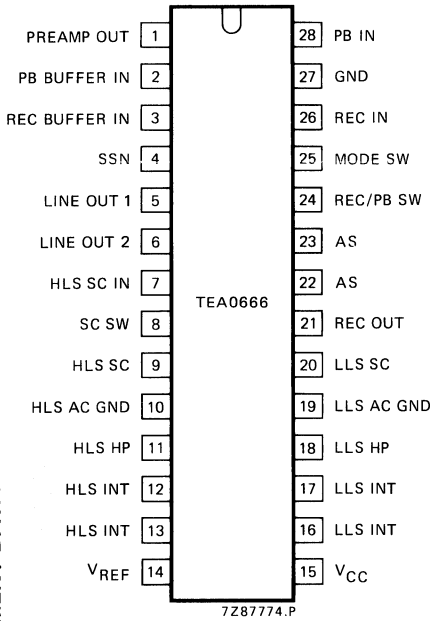 PREAMP OUT 1 28 PB IN
PB BUFFER IN 2 27 GND
REC BUFFER IN 3 26 REC IN
SSN 4 25 MODE SW
LINE OUT 1 5 24 REC/PB SW
LINE OUT 2 6 23 AS
HLS SC IN 7 22 AS
TEA0666
SC SW 8 21 REC OUT
HLS SC 9 20 LLS SC
HLS AC GND 10 19 LLS AC GND
HLS HP 11 18 LLS HP
HLS INT 12 17 LLS INT
HLS INT 13 16 LLS INT
VREF 14 15 VCC
7Z87774.P